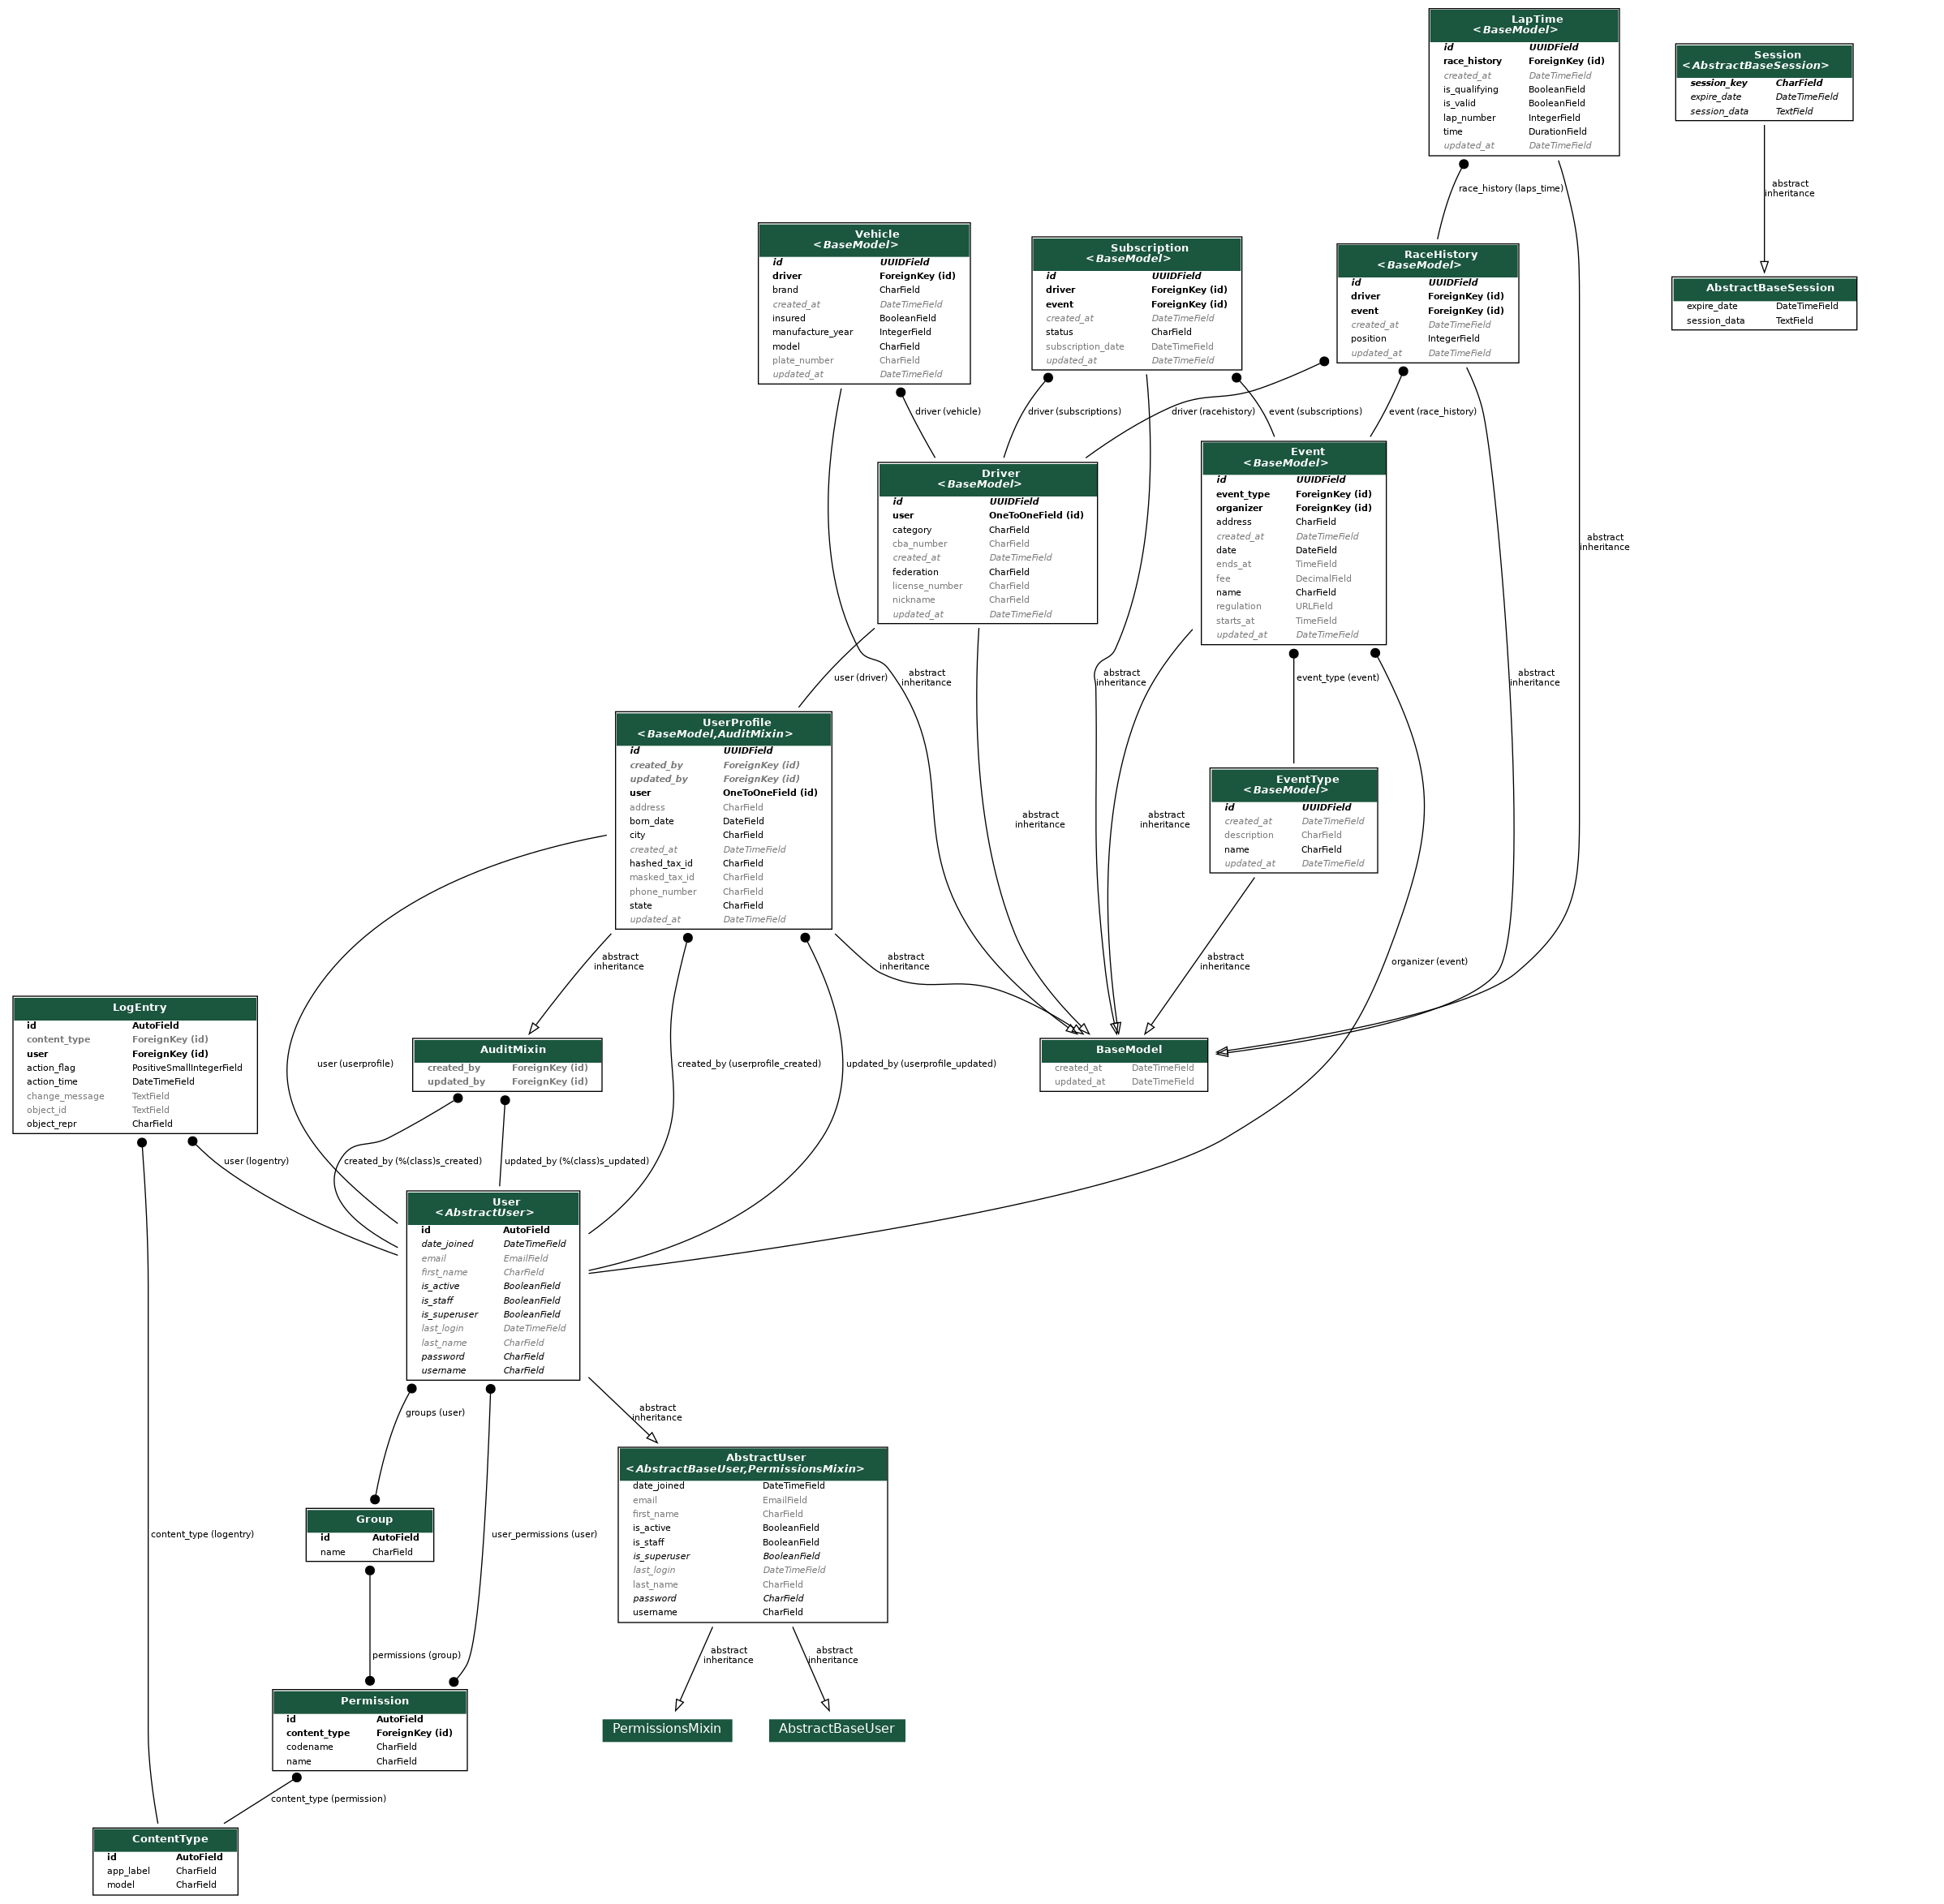 LapTime
<BaseModel>
id UUIDField
race_history ForeignKey (id)
created_at DateTimeField
is_qualifying BooleanField
is_valid BooleanField
lap_number IntegerField
time DurationField
updated_at DateTimeField
Session
<AbstractBaseSession>
session_key CharField
expire_date DateTimeField
session_data TextField
race_history (laps_time)
abstract
inheritance
Vehicle
<BaseModel>
id UUIDField
driver ForeignKey (id)
brand CharField
created_at DateTimeField
insured BooleanField
manufacture_year IntegerField
model CharField
plate_number CharField
updated_at DateTimeField
Subscription
<BaseModel>
id UUIDField
driver ForeignKey (id)
event ForeignKey (id)
created_at DateTimeField
status CharField
subscription_date DateTimeField
updated_at DateTimeField
RaceHistory
<BaseModel>
id UUIDField
driver ForeignKey (id)
event ForeignKey (id)
created_at DateTimeField
position IntegerField
updated_at DateTimeField
AbstractBaseSession
expire_date DateTimeField
session_data TextField
driver (vehicle)
driver (subscriptions)
driver (racehistory)
event (subscriptions)
event (race_history)
Driver
<BaseModel>
id UUIDField
user OneToOneField (id)
category CharField
cba_number CharField
created_at DateTimeField
federation CharField
license_number CharField
nickname CharField
updated_at DateTimeField
Event
<BaseModel>
id UUIDField
event_type ForeignKey (id)
organizer ForeignKey (id)
address CharField
created_at DateTimeField
date DateField
ends_at TimeField
fee DecimalField
name CharField
regulation URLField
starts_at TimeField
updated_at DateTimeField
abstract
inheritance
user (driver)
abstract
inheritance
abstract
inheritance
event_type (event)
abstract
inheritance
UserProfile
<BaseModel,AuditMixin>
id UUIDField
created_by ForeignKey (id)
updated_by ForeignKey (id)
user OneToOneField (id)
address CharField
born_date DateField
city CharField
created_at DateTimeField
hashed_tax_id CharField
masked_tax_id CharField
phone_number CharField
state CharField
updated_at DateTimeField
abstract
inheritance
abstract
inheritance
EventType
<BaseModel>
id UUIDField
created_at DateTimeField
description CharField
name CharField
updated_at DateTimeField
abstract
inheritance
abstract
inheritance
abstract
inheritance
organizer (event)
LogEntry
id AutoField
content_type ForeignKey (id)
user ForeignKey (id)
action_flag PositiveSmallIntegerField
action_time DateTimeField
change_message TextField
object_id TextField
object_repr CharField
user (userprofile)
AuditMixin
created_by ForeignKey (id)
updated_by ForeignKey (id)
created_by (userprofile_created)
updated_by (userprofile_updated)
BaseModel
created_at DateTimeField
updated_at DateTimeField
user (logentry)
created_by (%(class)s_created)
updated_by (%(class)s_updated)
User
<AbstractUser>
id AutoField
date_joined DateTimeField
email EmailField
first_name CharField
is_active BooleanField
is_staff BooleanField
is_superuser BooleanField
last_login DateTimeField
last_name CharField
password CharField
username CharField
groups (user)
abstract
inheritance
AbstractUser
<AbstractBaseUser,PermissionsMixin>
date_joined DateTimeField
email EmailField
first_name CharField
is_active BooleanField
is_staff BooleanField
is_superuser BooleanField
last_login DateTimeField
last_name CharField
password CharField
username CharField
content_type (logentry)
Group
id AutoField
name CharField
user_permissions (user)
permissions (group)
abstract
inheritance
abstract
inheritance
Permission
id AutoField
content_type ForeignKey (id)
codename CharField
name CharField
PermissionsMixin
AbstractBaseUser
content_type (permission)
ContentType
id AutoField
app_label CharField
model CharField